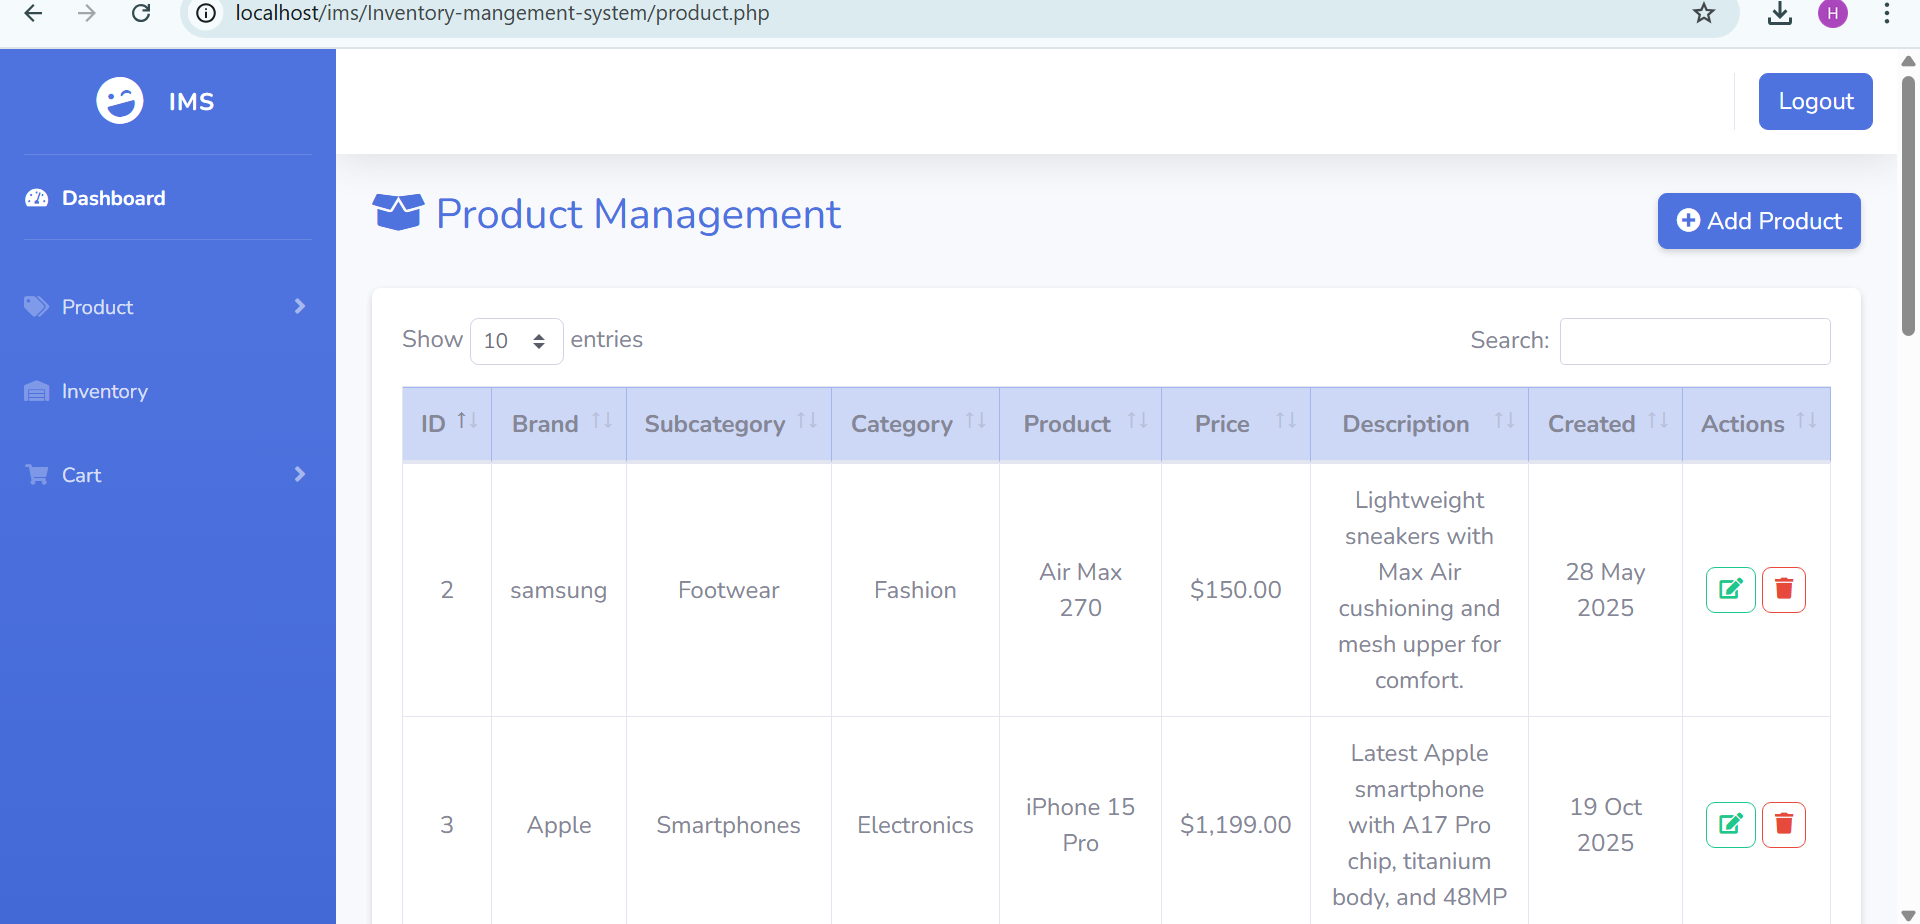 localhost/ims/Inventory-mangement-system/product.php
H
IMS
Logout
Dashboard
Product Management
Add Product
Product
Inventory
Cart
Show 10 entries
Search:
ID Brand Subcategory Category Product Price Description Created Actions
Lightweight
sneakers with
Max Air
cushioning and
mesh upper for
comfort.
2 samsung Footwear Fashion Air Max
270 $150.00 28 May
2025
Latest Apple
smartphone
with A17 Pro
chip, titanium
body, and 48MP
3 Apple Smartphones Electronics iPhone 15
Pro $1,199.00 19 Oct
2025